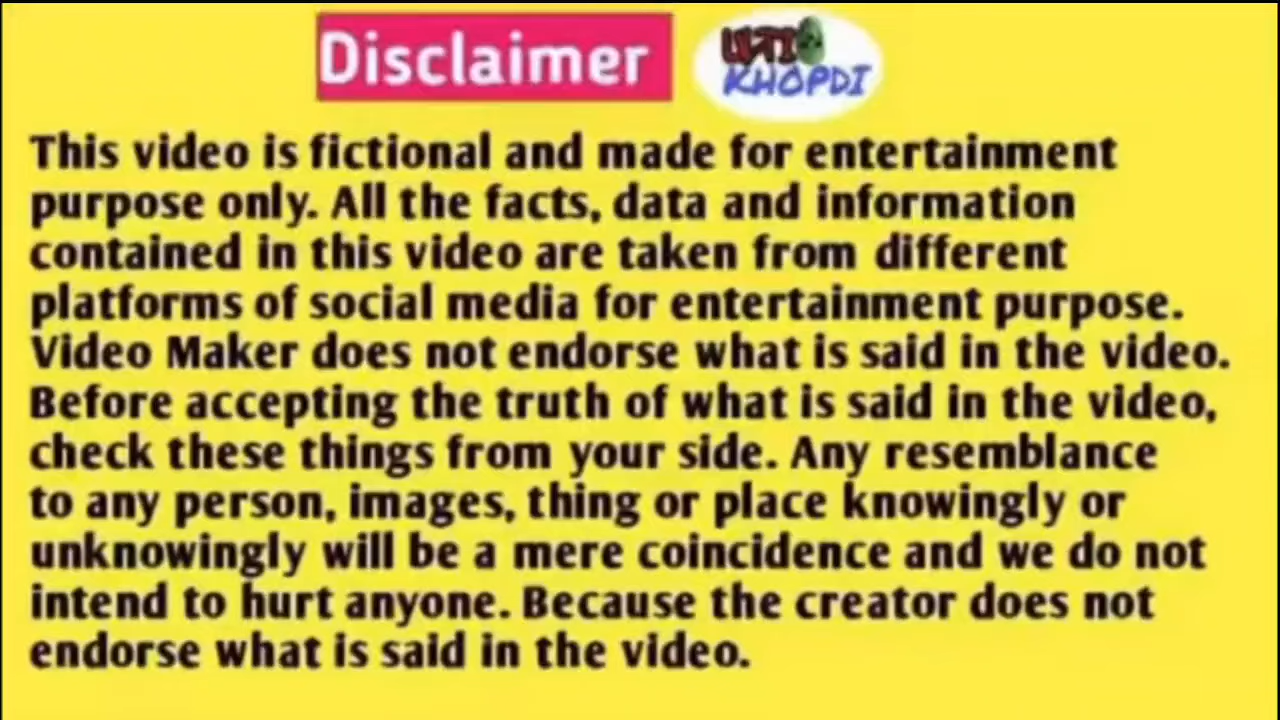 Disclaimer
KHOPDI
This video is fictional and made for entertainment
purpose only. All the facts, data and information
contained in this video are taken from different
platforms of social media for entertainment purpose.
Video Maker does not endorse what is said in the video.
Before accepting the truth of what is said in the video,
check these things from your side. Any resemblance
to any person, images, thing or place knowingly or
unknowingly will be a mere coincidence and we do not
intend to hurt anyone. Because the creator does not
endorse what is said in the video.